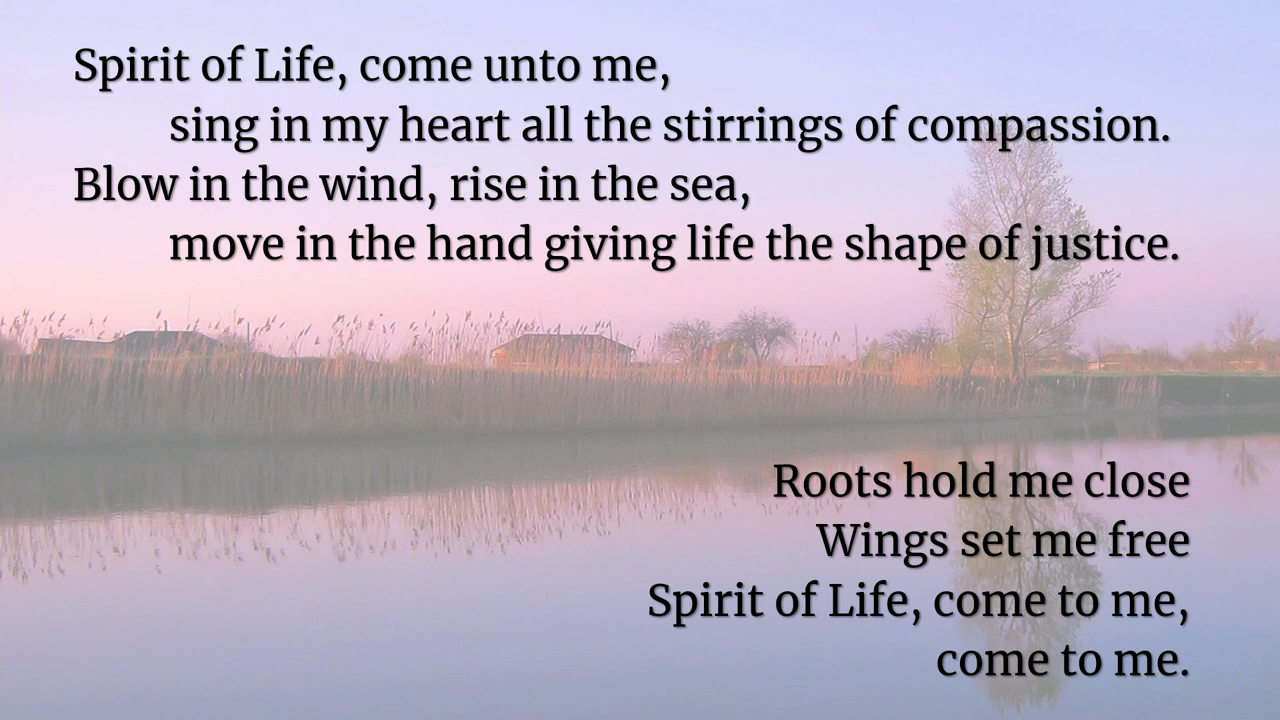 Spirit of Life, come unto me,
sing in my heart all the stirrings of compassion.
Blow in the wind, rise in the sea,
move in the hand giving life the shape of justice.
Roots hold me close
Wings set me free
Spirit of Life, come to me,
come to me.